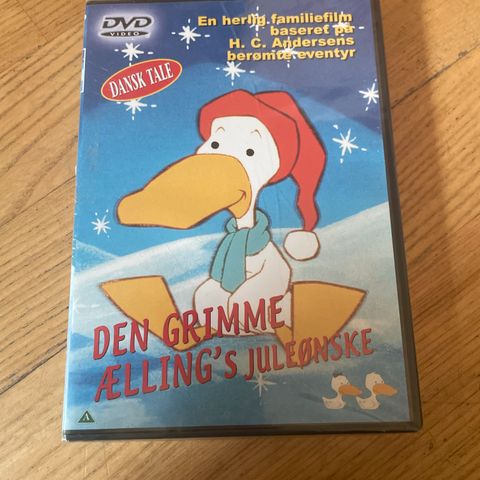 DVD
VIDEO
DANSK TALE
En herlig familiefilm
baseret på
H. C. Andersens
berømte eventyr
DEN GRIMME
ÆLLING's JULEØNSKE
A